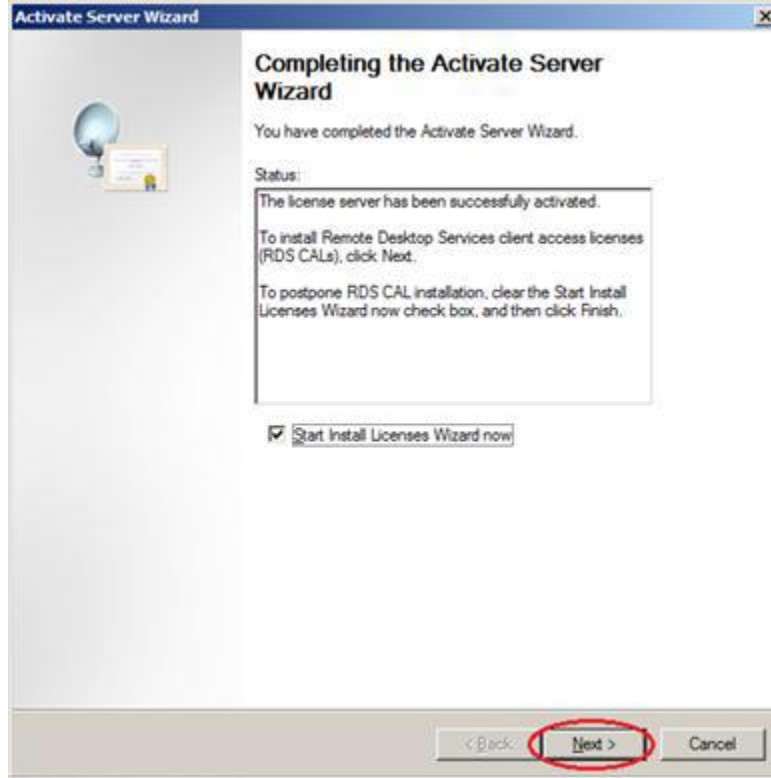 Activate Server Wizard
Completing the Activate Server
Wizard
You have completed the Activate Server Wizard.
Status:
The license server has been successfully activated.
To install Remote Desktop Services client access licenses
(RDS CALs), click Next.
To postpone RDS CAL installation, clear the Start Install
Licenses Wizard now check box, and then click Finish.
Start Install Licenses Wizard now
< Back
Next >
Cancel